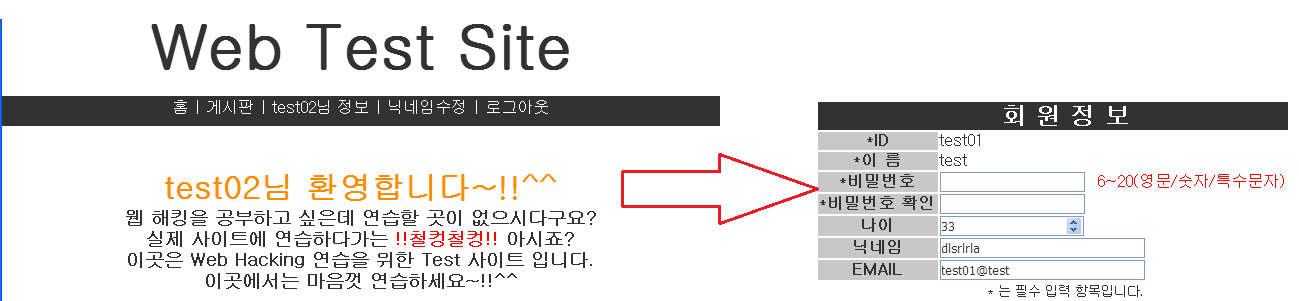 Web Test Site
홈 | 게시판 | test02님 정보 | 닉네임수정 | 로그아웃
test02님 환영합니다~!!^^
웹 해킹을 공부하고 싶은데 연습할 곳이 없으시다구요?
실제 사이트에 연습하다가는 !!철컹철컹!! 아시죠?
이곳은 Web Hacking 연습을 위한 Test 사이트 입니다.
이곳에서는 마음껏 연습하세요~!!^^
회 원 정 보
*ID test01
*이 름 test
*비밀번호 6~20(영문/숫자/특수문자)
*비밀번호 확인
나이 33
닉네임 dlsrlrla
EMAIL test01@test
* 는 필수 입력 항목입니다.